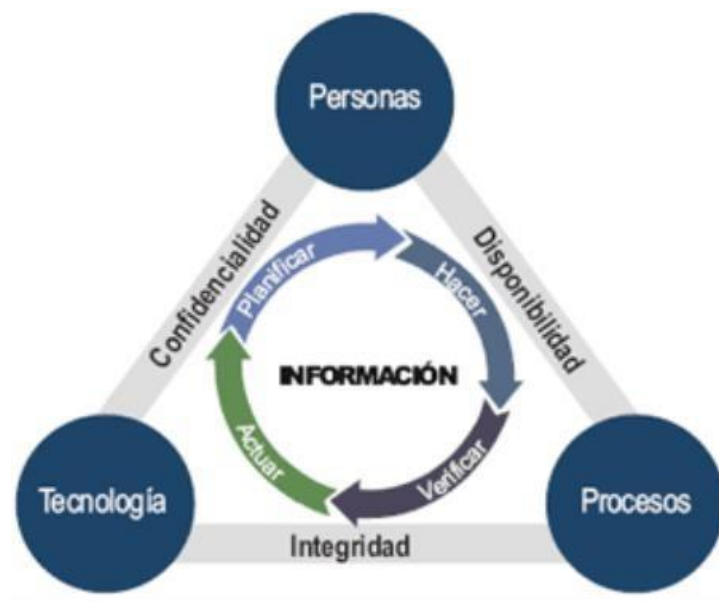 Personas
Confidencialidad
Disponibilidad
Planificar
Hacer
INFORMACIÓN
Actuar
Verificar
Tecnología
Procesos
Integridad